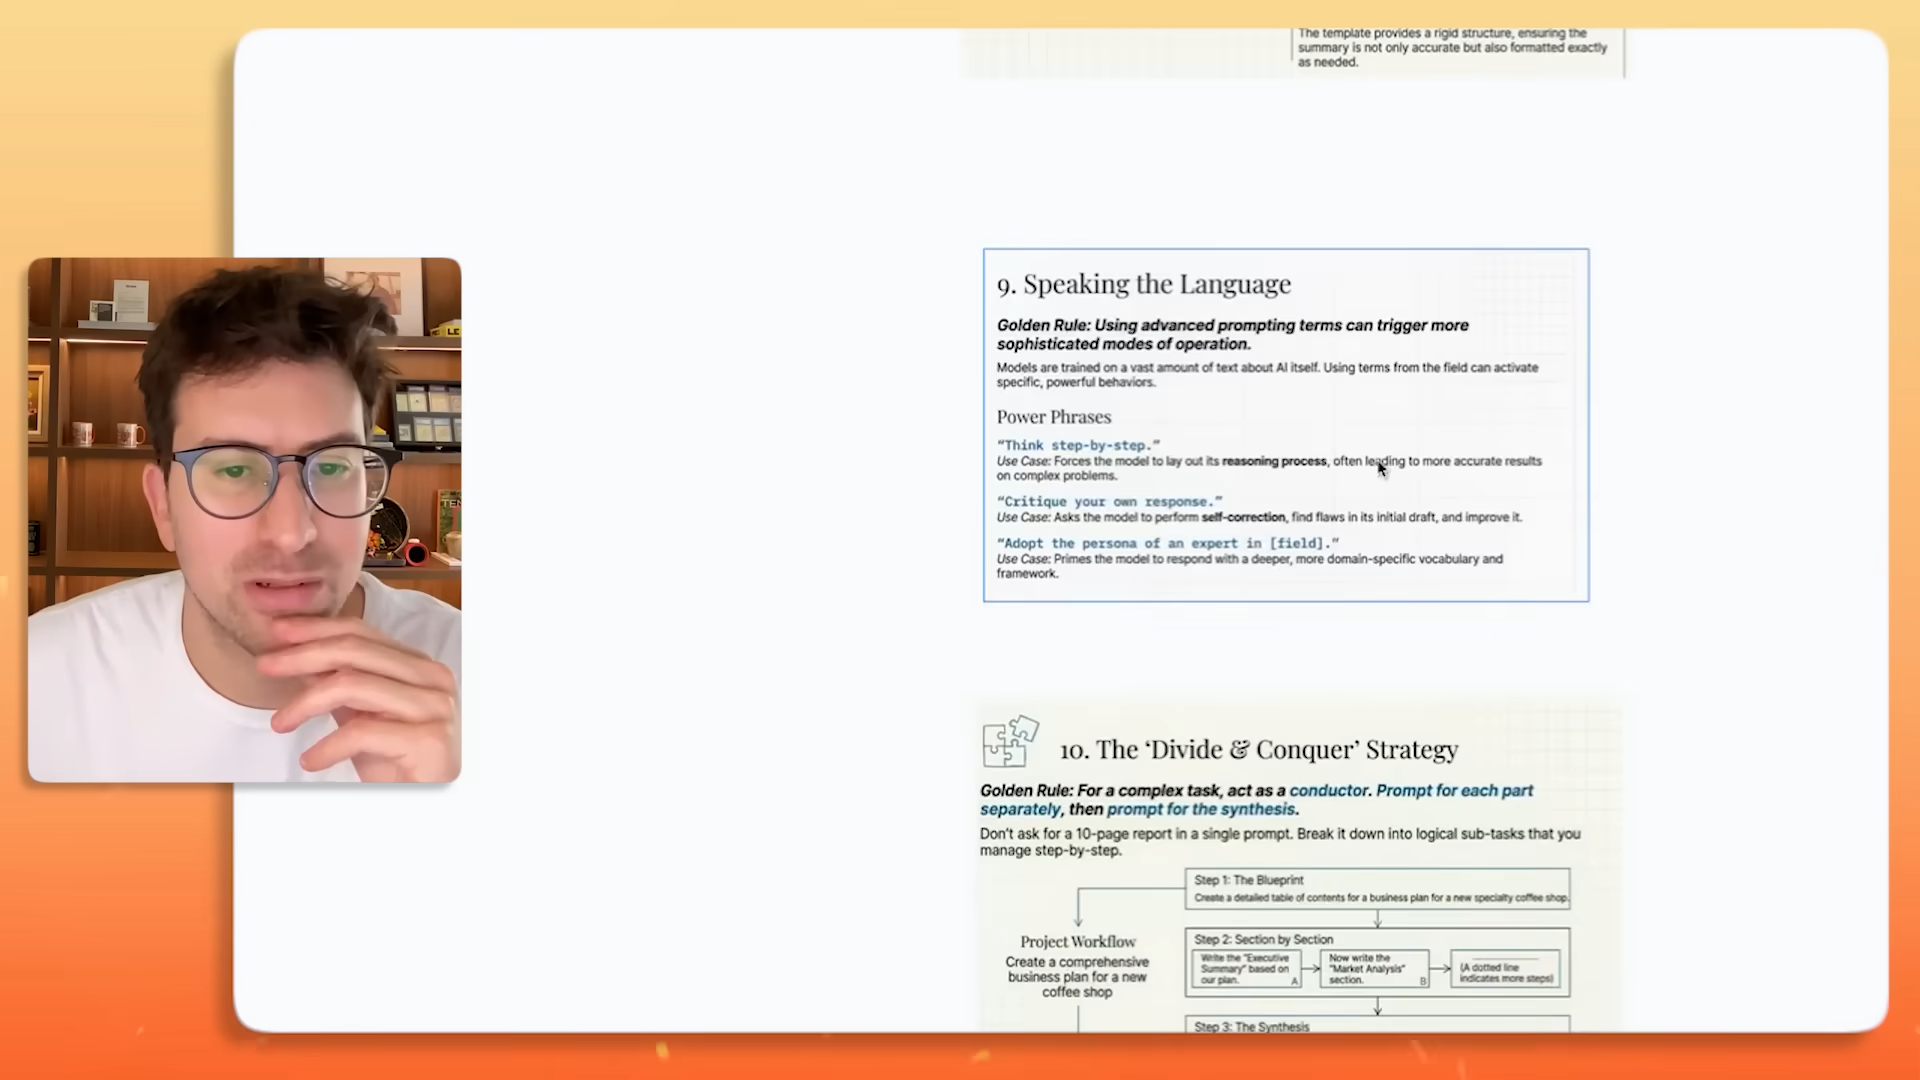 The template provides a rigid structure, ensuring the
summary is not only accurate but also formatted exactly
as needed.
9. Speaking the Language
Golden Rule: Using advanced prompting terms can trigger more
sophisticated modes of operation.
Models are trained on a vast amount of text about AI itself. Using terms from the field can activate
specific, powerful behaviors.
Power Phrases
“Think step-by-step.”
Use Case: Forces the model to lay out its reasoning process, often leading to more accurate results
on complex problems.
“Critique your own response.”
Use Case: Asks the model to perform self-correction, find flaws in its initial draft, and improve it.
“Adopt the persona of an expert in [field].”
Use Case: Primes the model to respond with a deeper, more domain-specific vocabulary and
framework.
10. The ‘Divide & Conquer’ Strategy
Golden Rule: For a complex task, act as a conductor. Prompt for each part
separately, then prompt for the synthesis.
Don't ask for a 10-page report in a single prompt. Break it down into logical sub-tasks that you
manage step-by-step.
Step 1: The Blueprint
Create a detailed table of contents for a business plan for a new specialty coffee shop.
Project Workflow
Create a comprehensive
business plan for a new
coffee shop
Step 2: Section by Section
Write the "Executive
Summary" based on
our plan.
A
Now write the
"Market Analysis"
section.
B
(A dotted line
indicates more steps)
Step 3: The Synthesis